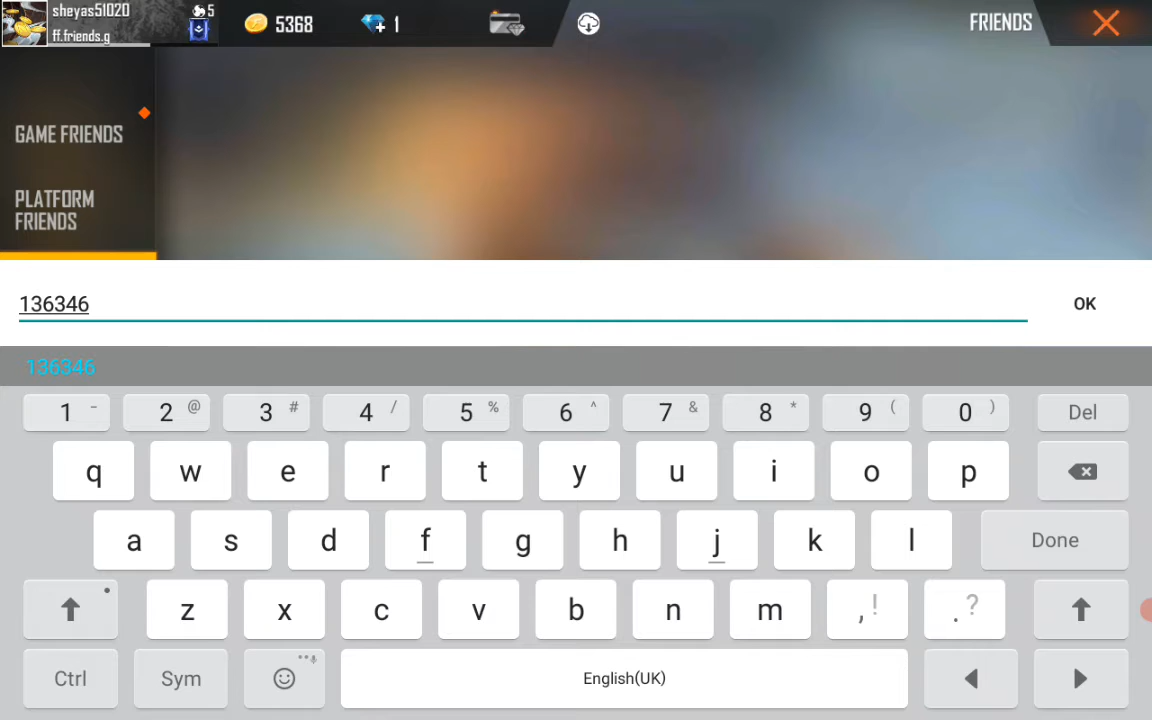 sheyas51020
5
ff.friends.g
5368
1
FRIENDS
GAME FRIENDS
PLATFORM
FRIENDS
136346
OK
136346
1 - 2 @ 3 # 4 / 5 % 6 ^ 7 & 8 * 9 ( 0 ) Del
q w e r t y u i o p
a s d f g h j k l Done
z x c v b n m , ! . ?
Ctrl Sym English(UK)